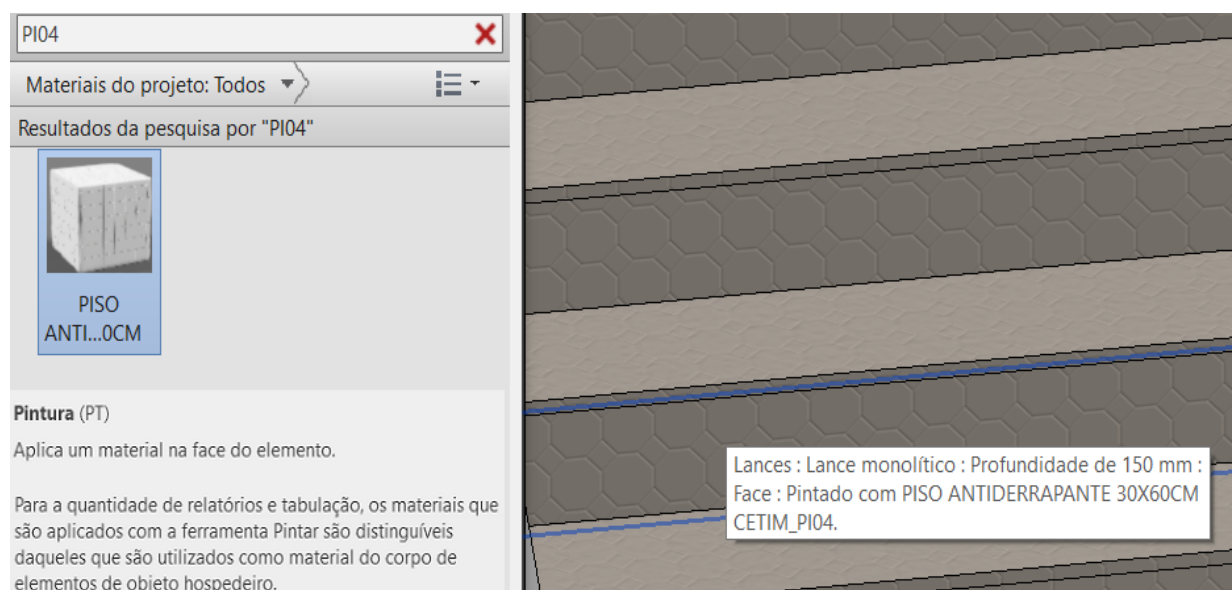 PI04
Materiais do projeto: Todos
Resultados da pesquisa por "PI04"
PISO
ANTI...0CM
Pintura (PT)
Aplica um material na face do elemento.
Para a quantidade de relatórios e tabulação, os materiais que
são aplicados com a ferramenta Pintar são distinguíveis
daqueles que são utilizados como material do corpo de
elementos de objeto hospedeiro.
Lances : Lance monolítico : Profundidade de 150 mm :
Face : Pintado com PISO ANTIDERRAPANTE 30X60CM
CETIM_PI04.